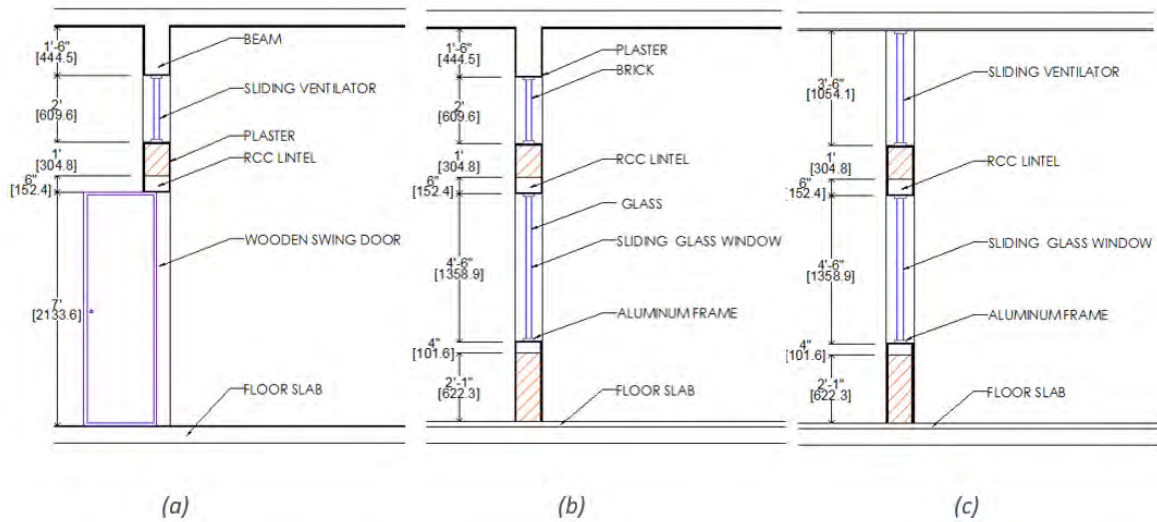 1'-6"
[444.5]
BEAM
2'
[609.6]
SLIDING VENTILATOR
PLASTER
1'
[304.8]
RCC LINTEL
6"
[152.4]
WOODEN SWING DOOR
7'
[2133.6]
FLOOR SLAB
(a)
1'-6"
[444.5]
PLASTER
BRICK
2'
[609.6]
1'
[304.8]
RCC LINTEL
6"
[152.4]
GLASS
SLIDING GLASS WINDOW
4'-6"
[1358.9]
ALUMINUM FRAME
4"
[101.6]
2'-1"
[622.3]
FLOOR SLAB
(b)
3'-6"
[1054.1]
SLIDING VENTILATOR
1'
[304.8]
RCC LINTEL
6"
[152.4]
4'-6"
[1358.9]
SLIDING GLASS WINDOW
ALUMINUM FRAME
4"
[101.6]
2'-1"
[622.3]
FLOOR SLAB
(c)